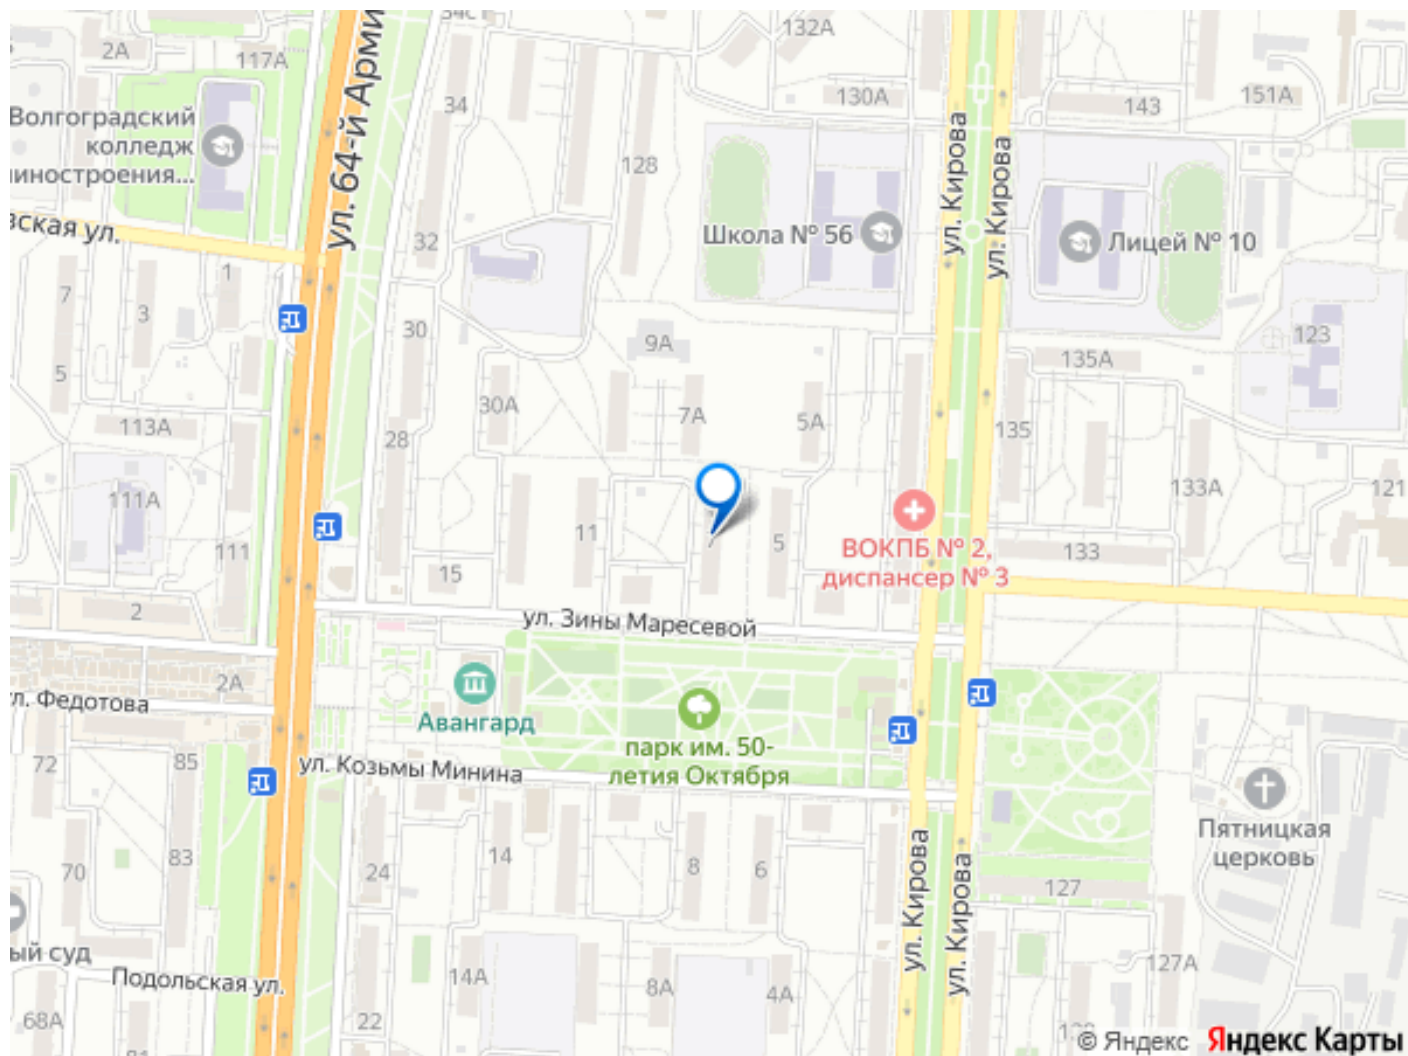 34с1
ул. 64-й Арми
132А
2А
117А
130А
143
151А
34
Волгоградский
колледж
иностроения...
128
ул. Кирова
ул. Кирова
Школа № 56
Лицей № 10
вская ул.
32
1
7
3
30
9А
123
135А
5
30А
7А
5А
113А
28
135
133А
121
111А
11
7
5
111
ВОКПБ № 2,
диспансер № 3
133
15
2
ул. Зины Маресевой
2А
ул. Федотова
Авангард
парк им. 50-
летия Октября
72
85
ул. Козьмы Минина
Пятницкая
церковь
70
83
24
14
8
6
ул. Кирова
ул. Кирова
127
ый суд
Подольская ул.
14А
8А
4А
127А
68А
22
81
© Яндекс
Яндекс Карты